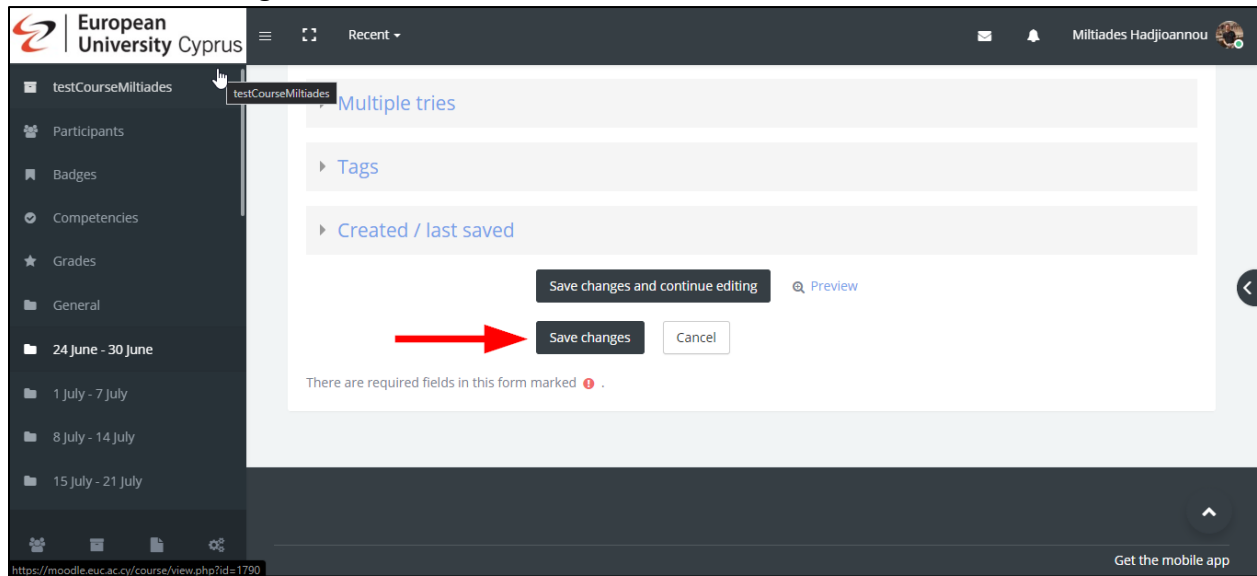 European
University Cyprus
Recent
Miltiades Hadjioannou
testCourseMiltiades
testCourseMiltiades
Multiple tries
Participants
Tags
Badges
Competencies
Created / last saved
Grades
Save changes and continue editing
Preview
General
Save changes
Cancel
24 June - 30 June
There are required fields in this form marked .
1 July - 7 July
8 July - 14 July
15 July - 21 July
Get the mobile app
https://moodle.euc.ac.cy/course/view.php?id=1790